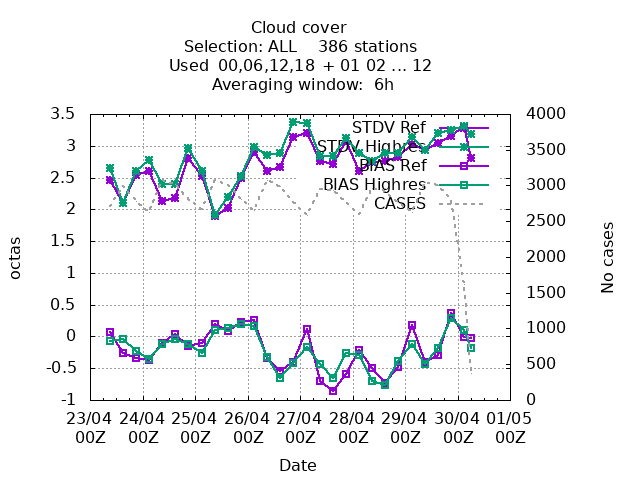 Cloud cover
Selection: ALL 386 stations
Used 00,06,12,18 + 01 02 ... 12
Averaging window: 6h
3.5
3
2.5
2
1.5
1
0.5
0
-0.5
-1
4000
3500
3000
2500
2000
1500
1000
500
0
octas
No cases
STDV Ref
STDV Highres
BIAS Ref
BIAS Highres
CASES
23/04 24/04 25/04 26/04 27/04 28/04 29/04 30/04 01/05
00Z 00Z 00Z 00Z 00Z 00Z 00Z 00Z 00Z
Date